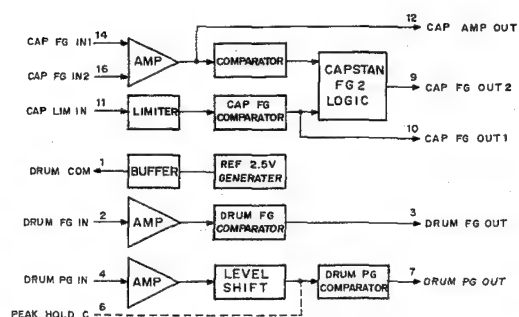 12
CAP AMP OUT
CAP FG IN1
14
AMP
COMPARATOR
CAPSTAN
FG2
LOGIC
CAP FG IN2
16
9
CAP FG OUT2
CAP LIM IN
11
LIMITER
CAP FG
COMPARATOR
10
CAP FG OUT1
DRUM COM
1
BUFFER
REF 2.5V
GENERATER
DRUM FG IN
2
AMP
DRUM FG
COMPARATOR
3
DRUM FG OUT
DRUM PG IN
4
AMP
LEVEL
SHIFT
DRUM PG
COMPARATOR
7
DRUM PG OUT
PEAK HOLD C
6